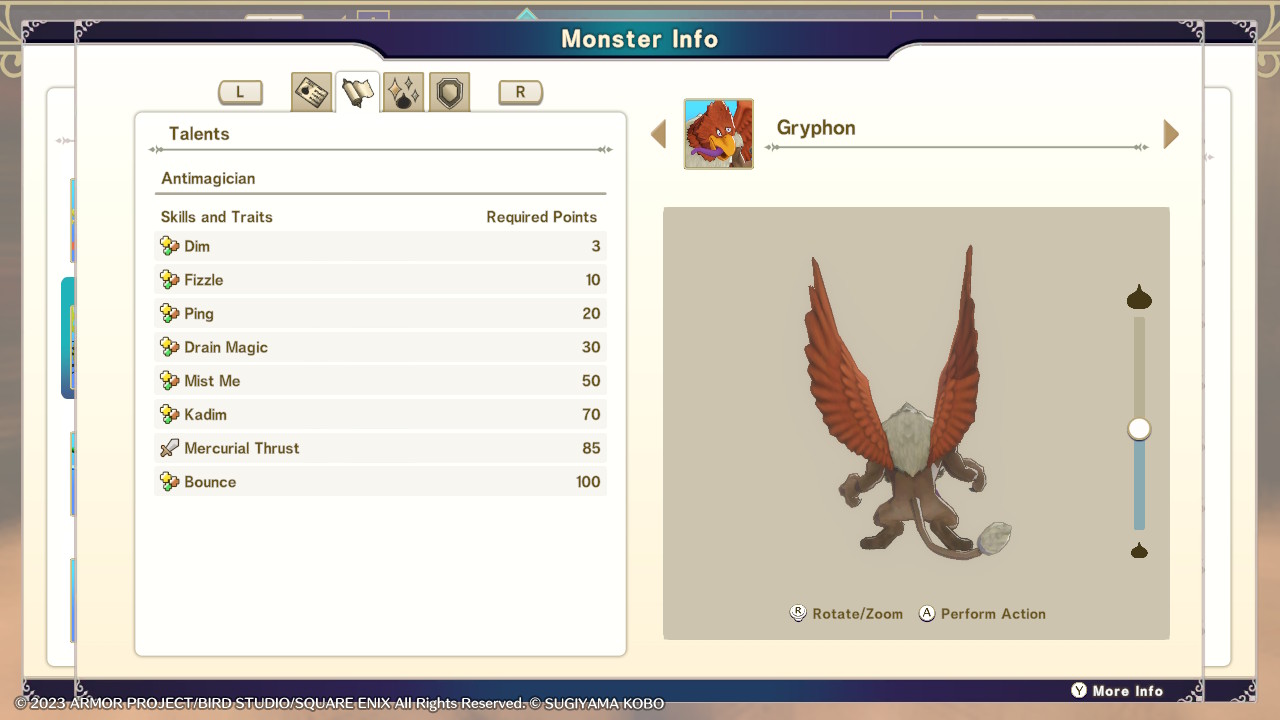 Monster Info
L
R
Talents
Antimagician
Skills and Traits Required Points
Dim 3
Fizzle 10
Ping 20
Drain Magic 30
Mist Me 50
Kadim 70
Mercurial Thrust 85
Bounce 100
Gryphon
R Rotate/Zoom A Perform Action
Y More Info
© 2023 ARMOR PROJECT/BIRD STUDIO/SQUARE ENIX All Rights Reserved. © SUGIYAMA KOBO